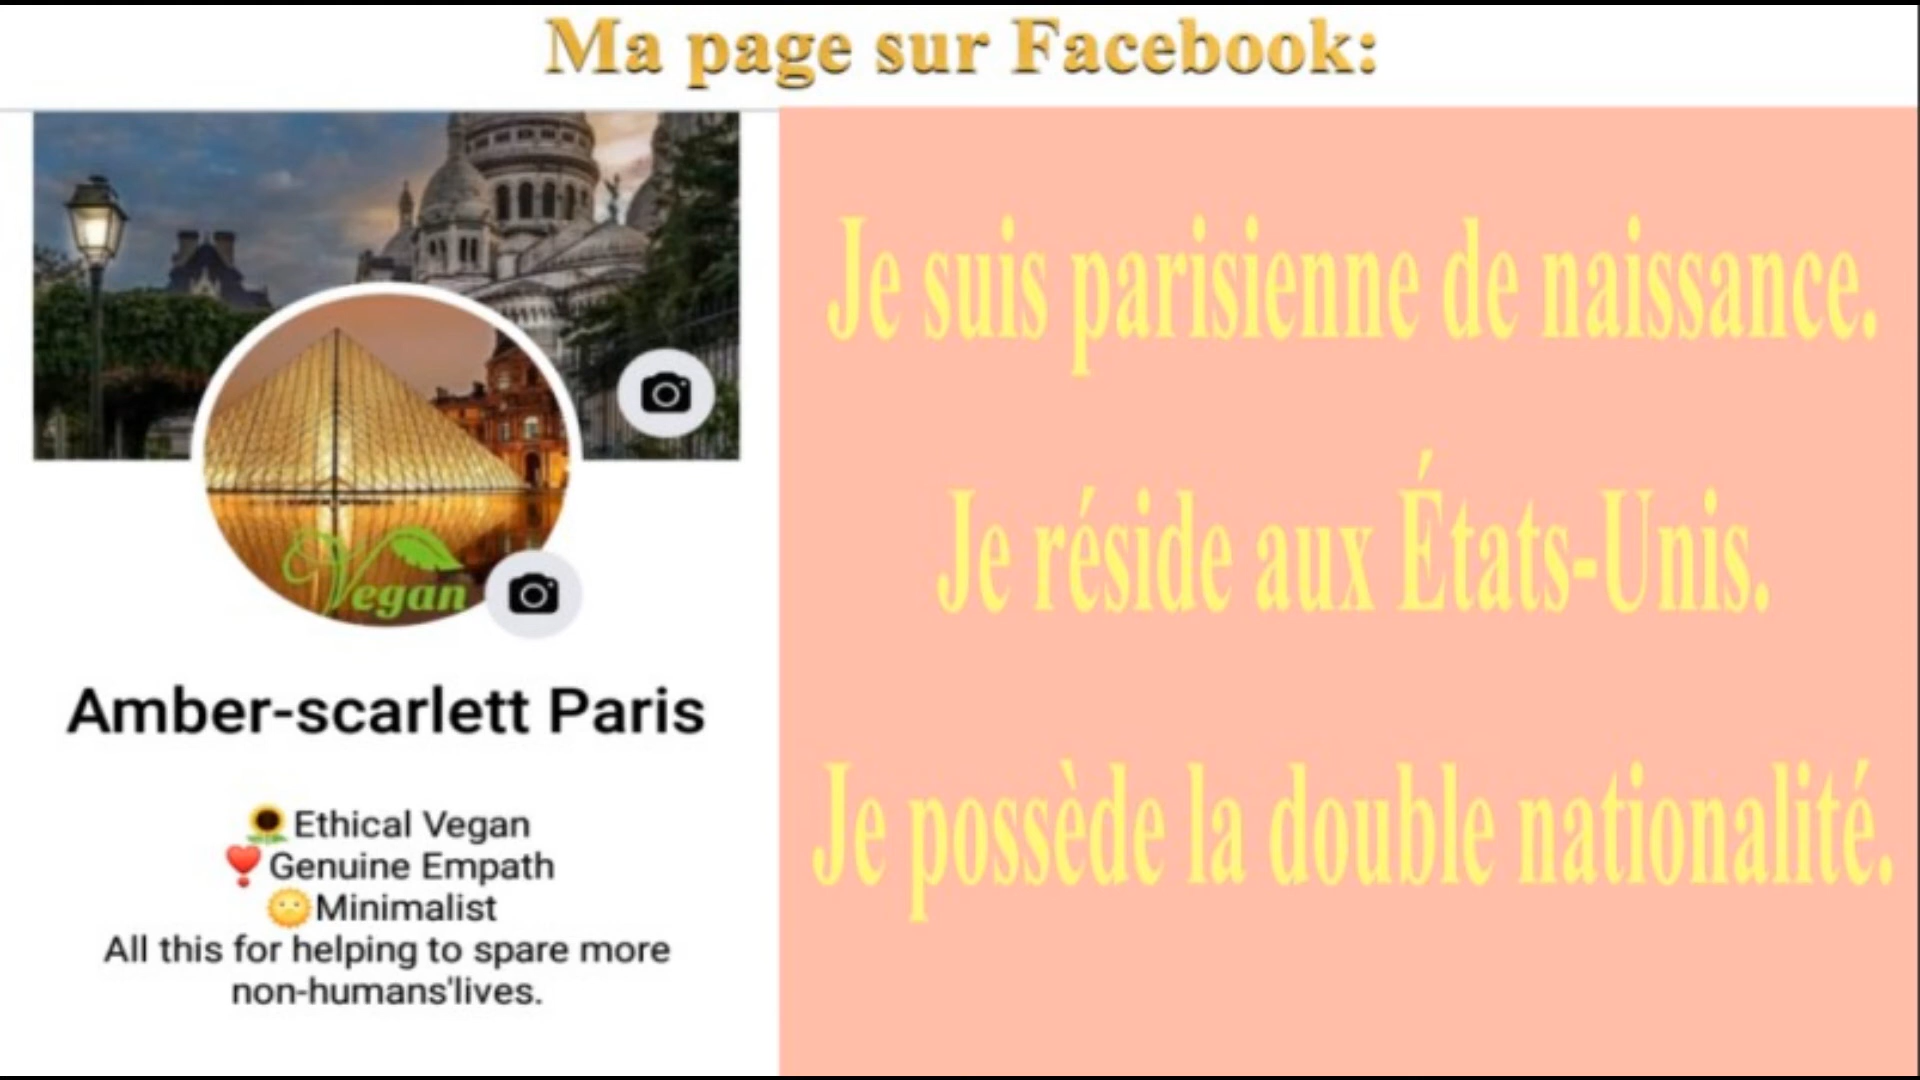 Ma page sur Facebook:
Vegan
Amber-scarlett Paris
Ethical Vegan
Genuine Empath
Minimalist
All this for helping to spare more
non-humans'lives.
Je suis parisienne de naissance.
Je réside aux États-Unis.
Je possède la double nationalité.